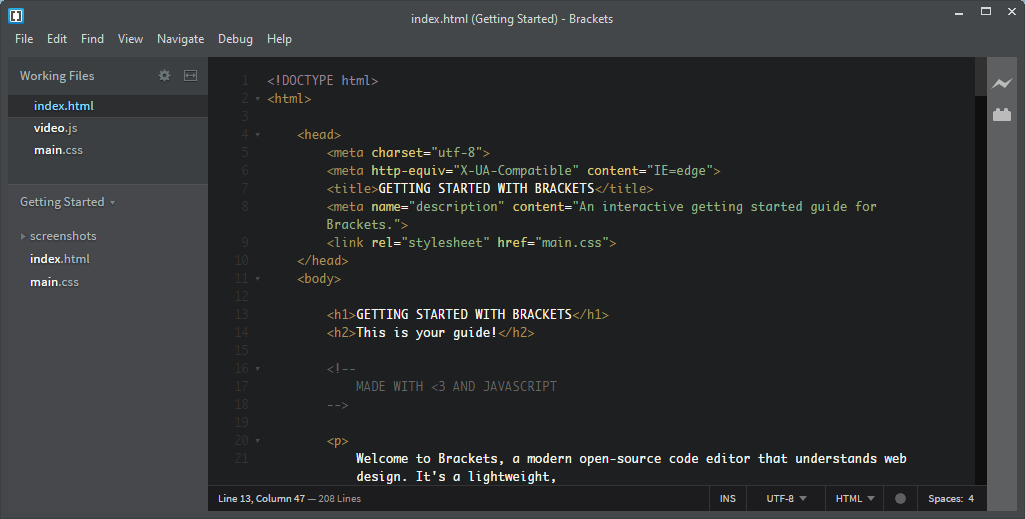 index.html (Getting Started) - Brackets
File Edit Find View Navigate Debug Help
Working Files
index.html
video.js
main.css
Getting Started
screenshots
index.html
main.css
1 <!DOCTYPE html>
2 <html>
3
4 <head>
5 <meta charset="utf-8">
6 <meta http-equiv="X-UA-Compatible" content="IE=edge">
7 <title>GETTING STARTED WITH BRACKETS</title>
8 <meta name="description" content="An interactive getting started guide for
Brackets.">
9 <link rel="stylesheet" href="main.css">
10 </head>
11 <body>
12
13 <h1>GETTING STARTED WITH BRACKETS</h1>
14 <h2>This is your guide!</h2>
15
16 <!--
17 MADE WITH <3 AND JAVASCRIPT
18 -->
19
20 <p>
21 Welcome to Brackets, a modern open-source code editor that understands web
design. It's a lightweight,
Line 13, Column 47 — 208 Lines
INS UTF-8 HTML Spaces: 4